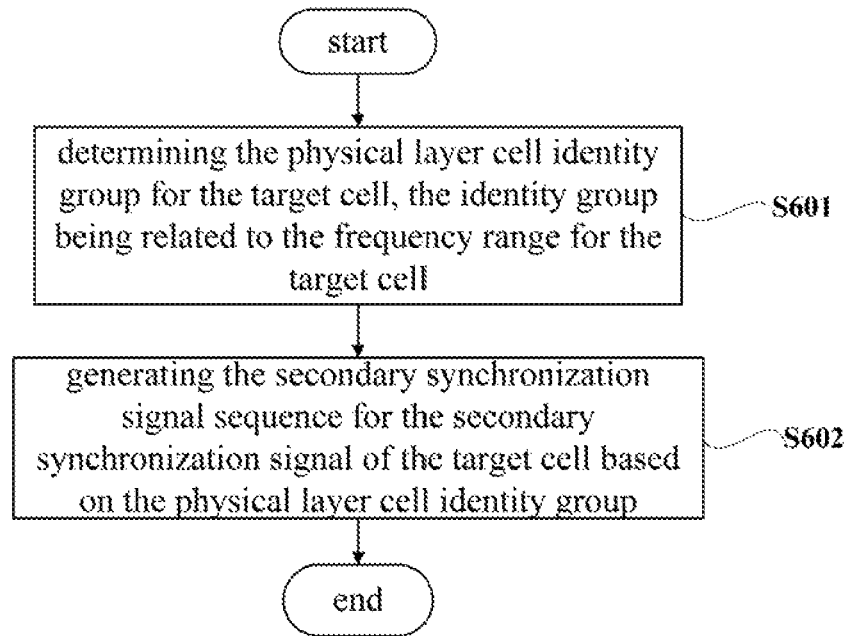 start
determining the physical layer cell identity
group for the target cell, the identity group
being related to the frequency range for the
target cell
S601
generating the secondary synchronization
signal sequence for the secondary
synchronization signal of the target cell based
on the physical layer cell identity group
S602
end